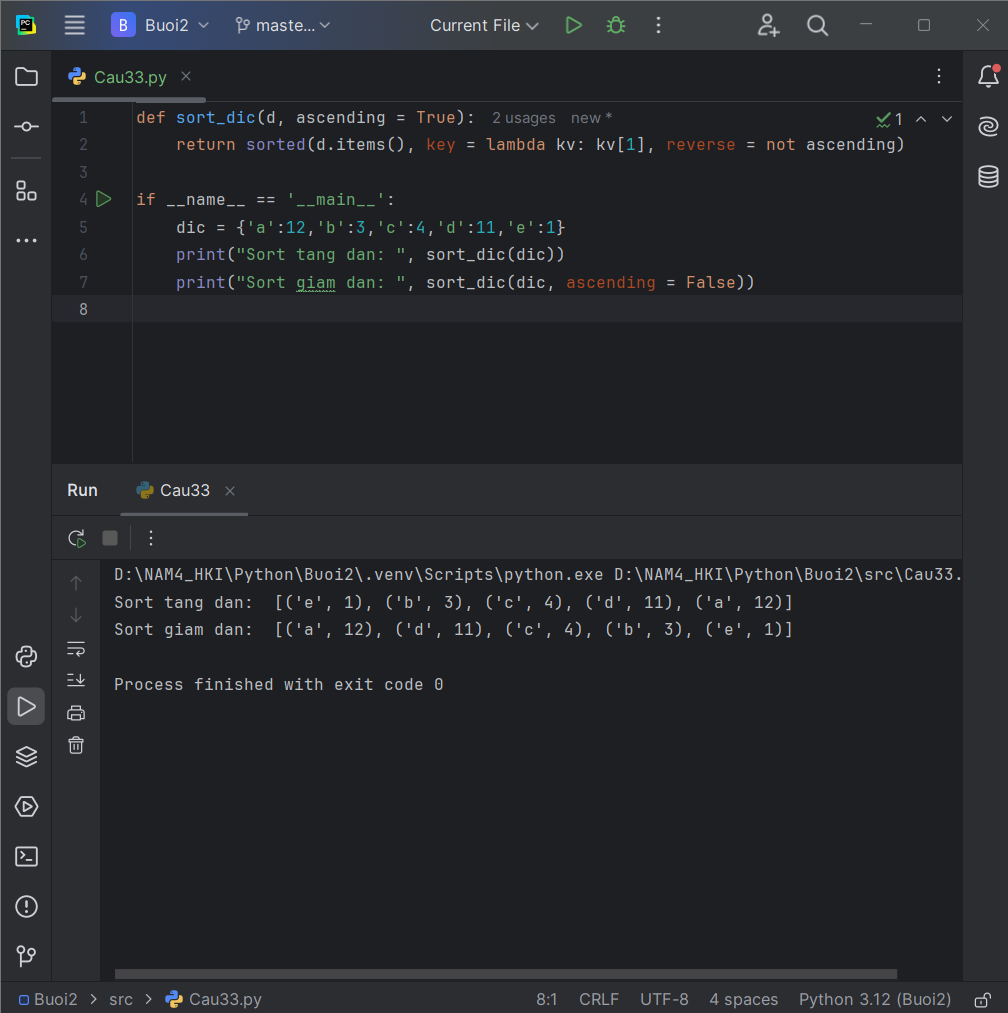 PC
B Buoi2 maste... Current File
Cau33.py
1 def sort_dic(d, ascending = True): 2 usages new * 1
2 return sorted(d.items(), key = lambda kv: kv[1], reverse = not ascending)
3
4 if __name__ == '__main__':
5 dic = {'a':12,'b':3,'c':4,'d':11,'e':1}
6 print("Sort tang dan: ", sort_dic(dic))
7 print("Sort giam dan: ", sort_dic(dic, ascending = False))
8
Run Cau33
D:\NAM4_HKI\Python\Buoi2\.venv\Scripts\python.exe D:\NAM4_HKI\Python\Buoi2\src\Cau33.
Sort tang dan:  [('e', 1), ('b', 3), ('c', 4), ('d', 11), ('a', 12)]
Sort giam dan:  [('a', 12), ('d', 11), ('c', 4), ('b', 3), ('e', 1)]
Process finished with exit code 0
Buoi2 > src > Cau33.py 8:1 CRLF UTF-8 4 spaces Python 3.12 (Buoi2)